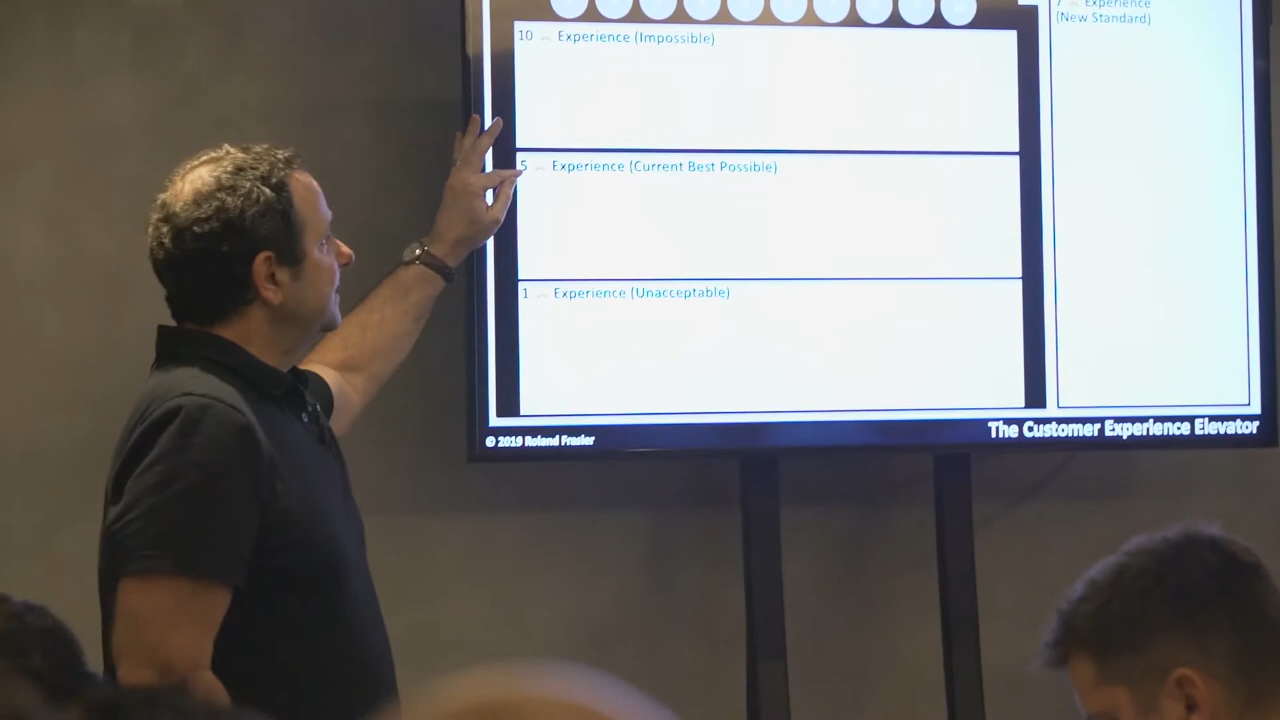 10 Experience (Impossible)
5 Experience (Current Best Possible)
1 Experience (Unacceptable)
7 Experience
(New Standard)
© 2019 Roland Frasier
The Customer Experience Elevator